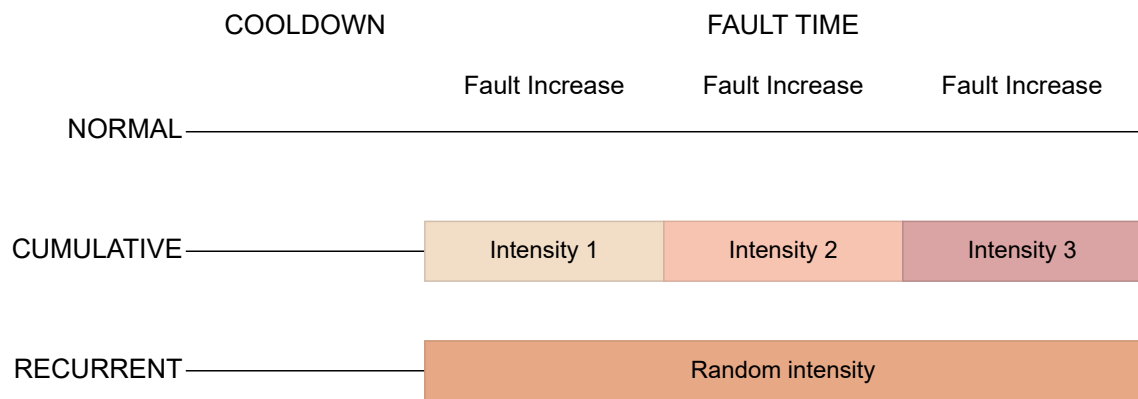 COOLDOWN FAULT TIME
Fault Increase Fault Increase Fault Increase
NORMAL
CUMULATIVE Intensity 1 Intensity 2 Intensity 3
RECURRENT Random intensity